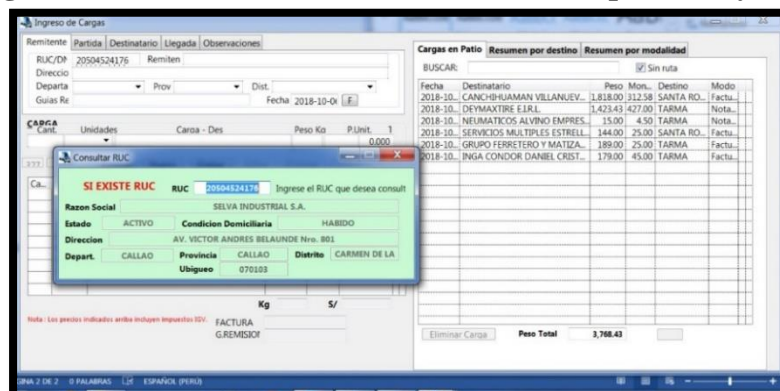 Ingreso de Cargas
Remitente Partida Destinatario Llegada Observaciones
RUC/DN 20504524176 Remiten
Direccio
Departa Prov Dist.
Guias Re Fecha 2018-10-0 F
CARGA
Cant. Unidades Carga - Des Peso Kg P.Unit. 1
0.000
Ca...
Consultar RUC
SI EXISTE RUC RUC 20504524176 Ingrese el RUC que desea consult
Razon Social SELVA INDUSTRIAL S.A.
Estado ACTIVO Condicion Domiciliaria HABIDO
Direccion AV. VICTOR ANDRES BELAUNDE Nro. 801
Depart. CALLAO Provincia CALLAO Distrito CARMEN DE LA
Ubigueo 070103
Kg S/
Nota : Los precios indicados arriba incluyen impuestos IGV.
FACTURA
G.REMISION
Cargas en Patio Resumen por destino Resumen por modalidad
BUSCAR: Sin ruta
Fecha Destinatario Peso Mon... Destino Modo
2018-10... CANCHIHUAMAN VILLANUEV... 1,818.00 312.58 SANTA RO... Factu...
2018-10... DEYMAXTIRE E.I.R.L. 1,423.43 427.00 TARMA Nota...
2018-10... NEUMATICOS ALVINO EMPRES... 15.00 4.50 TARMA Nota...
2018-10... SERVICIOS MULTIPLES ESTRELL... 144.00 25.00 SANTA RO... Factu...
2018-10... GRUPO FERRETERO Y MATIZA... 189.00 25.00 TARMA Factu...
2018-10... INGA CONDOR DANIEL CRIST... 179.00 45.00 TARMA Factu...
Eliminar Carga Peso Total 3,768.43
GINA 2 DE 2 0 PALABRAS ESPAÑOL (PERÚ)